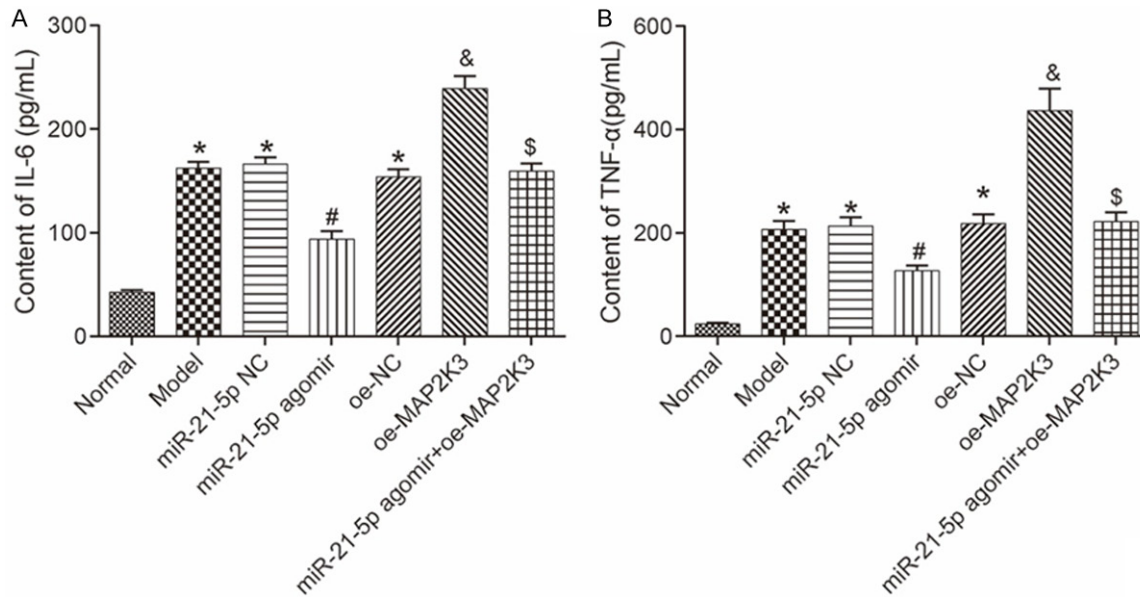 A
Content of IL-6 (pg/mL)
300
200
100
0
*
*
#
*
&
$
Normal
Model
miR-21-5p NC
miR-21-5p agomir
oe-NC
oe-MAP2K3
miR-21-5p agomir+oe-MAP2K3
B
Content of TNF-α(pg/mL)
600
400
200
0
*
*
#
*
&
$
Normal
Model
miR-21-5p NC
miR-21-5p agomir
oe-NC
oe-MAP2K3
miR-21-5p agomir+oe-MAP2K3